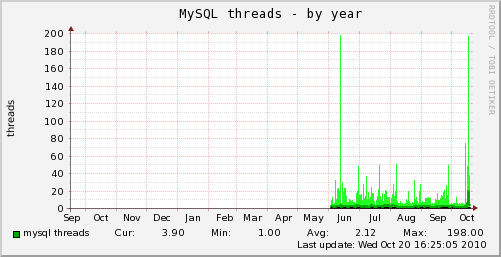 MySQL threads - by year
RRDTOOL / TOBI OETIKER
threads
200
180
160
140
120
100
80
60
40
20
0
Sep Oct Nov Dec Jan Feb Mar Apr May Jun Jul Aug Sep Oct
mysql threads Cur: 3.90 Min: 1.00 Avg: 2.12 Max: 198.00
Last update: Wed Oct 20 16:25:05 2010